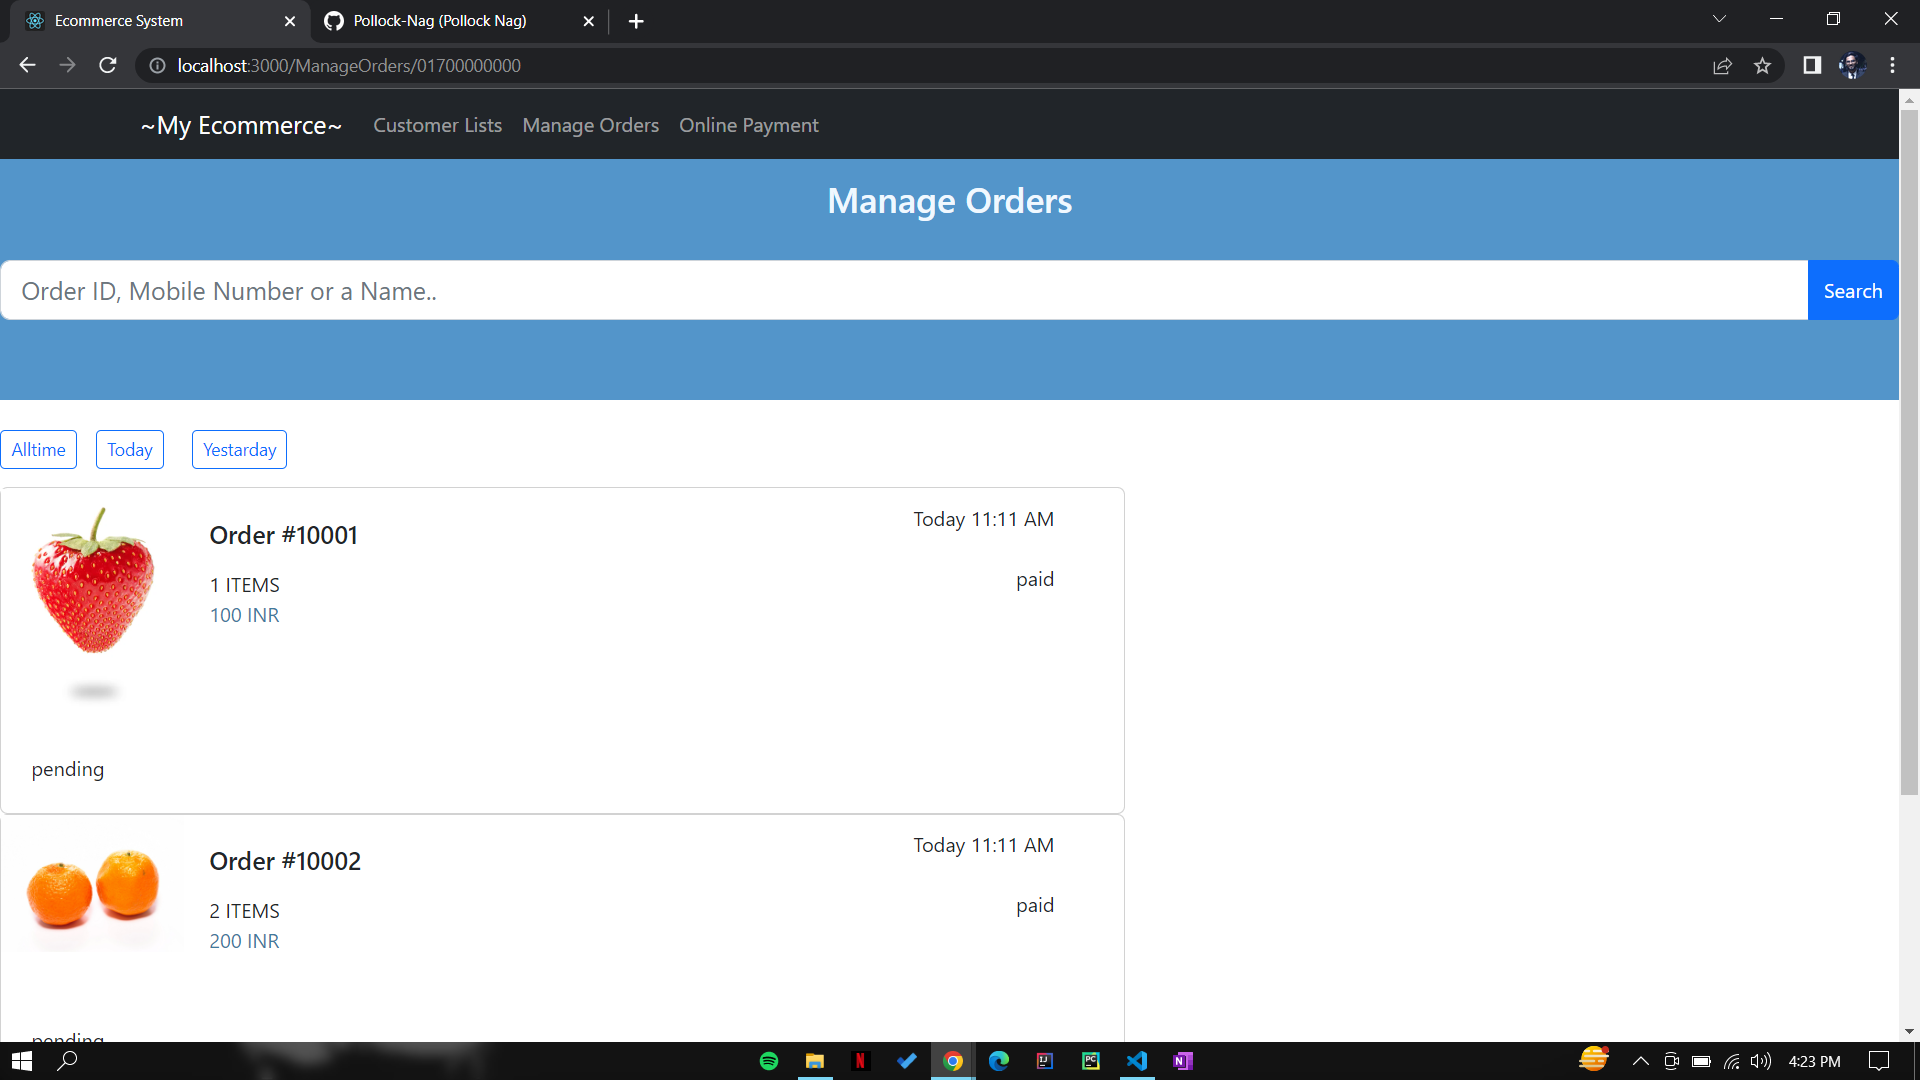 Ecommerce System
Pollock-Nag (Pollock Nag)
localhost:3000/ManageOrders/01700000000
~My Ecommerce~ Customer Lists Manage Orders Online Payment
Manage Orders
Order ID, Mobile Number or a Name.. Search
Alltime Today Yestarday
Today 11:11 AM
Order #10001
paid
1 ITEMS
100 INR
pending
Today 11:11 AM
Order #10002
paid
2 ITEMS
200 INR
pending
4:23 PM